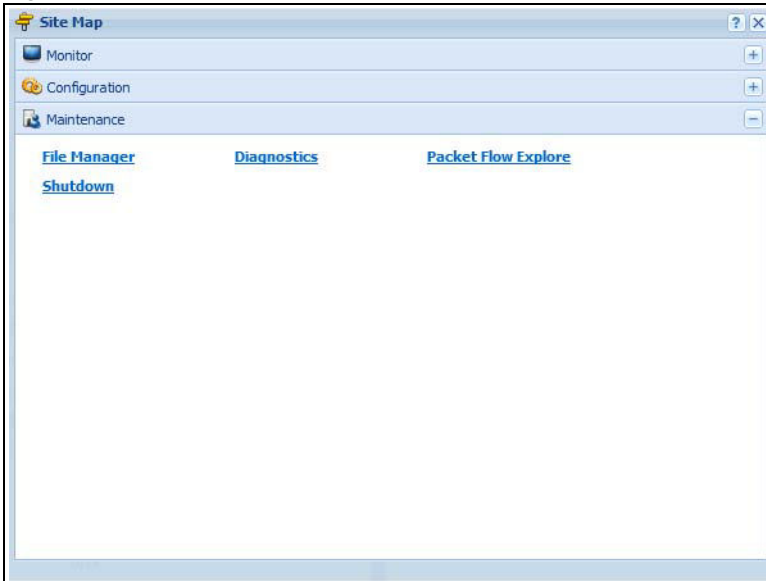 Site Map
Monitor
Configuration
Maintenance
File Manager Diagnostics Packet Flow Explore
Shutdown